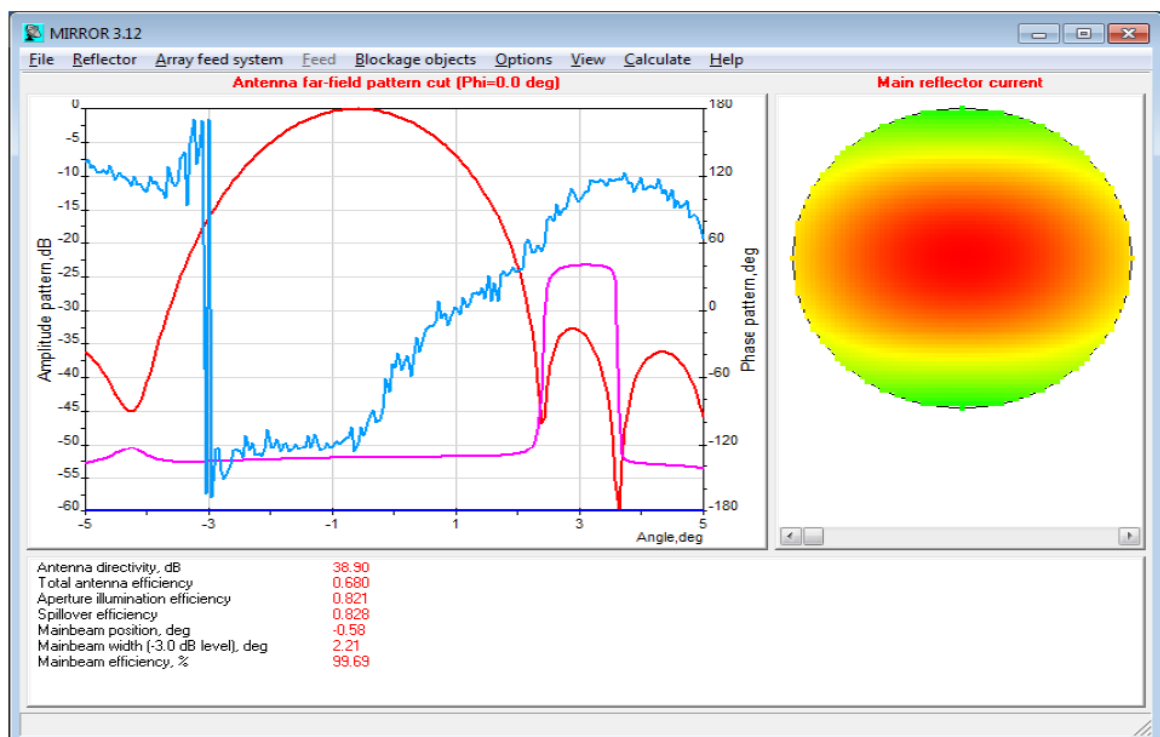 MIRROR 3.12
File Reflector Array feed system Feed Blockage objects Options View Calculate Help
Antenna far-field pattern cut (Phi=0.0 deg)
Main reflector current
0
-5
-10
-15
-20
-25
-30
-35
-40
-45
-50
-55
-60
Amplitude pattern,dB
180
120
60
0
-60
-120
-180
Phase pattern,deg
-5 -3 -1 1 3 5
Angle,deg
Antenna directivity, dB 38.90
Total antenna efficiency 0.680
Aperture illumination efficiency 0.821
Spillover efficiency 0.828
Mainbeam position, deg -0.58
Mainbeam width (-3.0 dB level), deg 2.21
Mainbeam efficiency, % 99.69